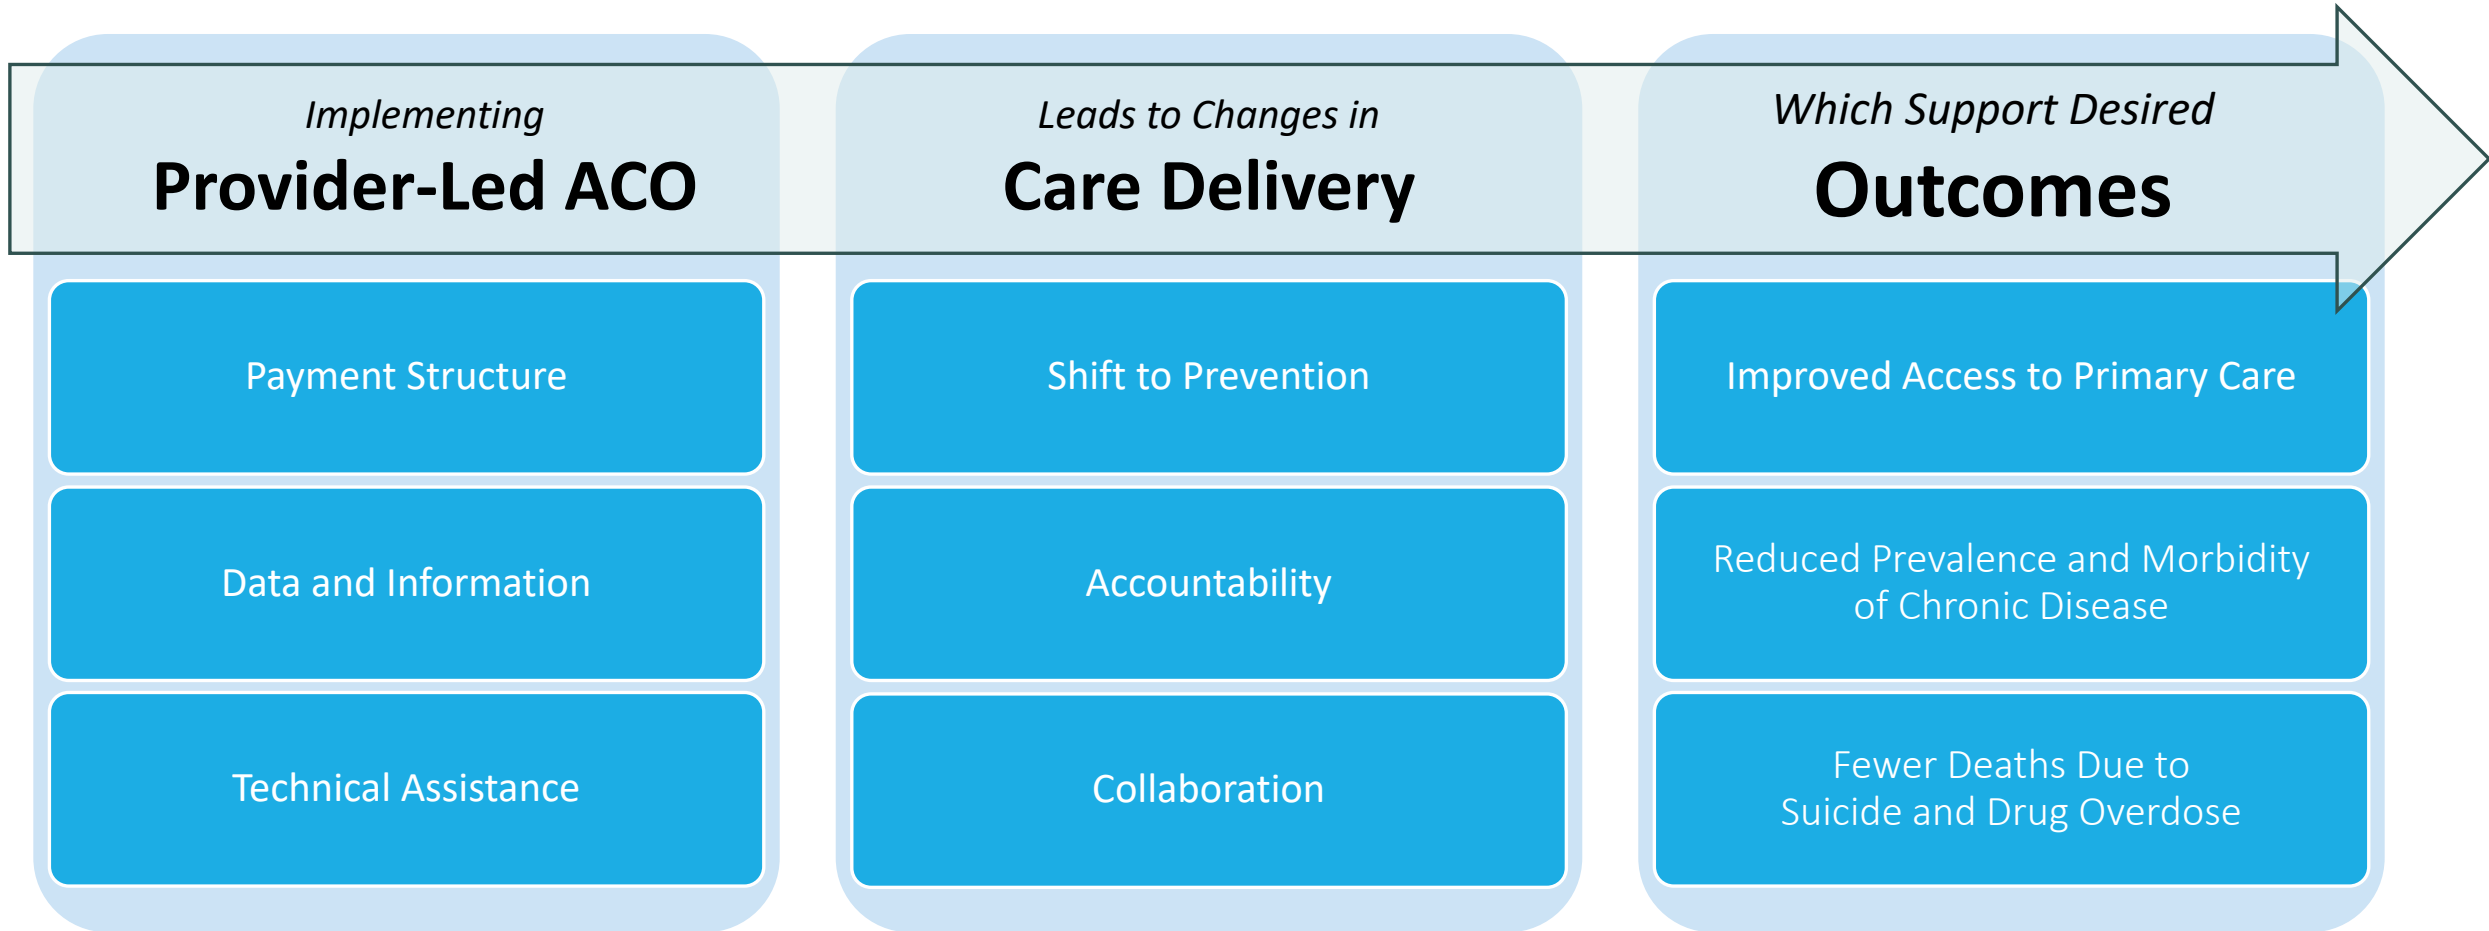 Implementing
Provider-Led ACO
Payment Structure
Data and Information
Technical Assistance
Leads to Changes in
Care Delivery
Shift to Prevention
Accountability
Collaboration
Which Support Desired
Outcomes
Improved Access to Primary Care
Reduced Prevalence and Morbidity
of Chronic Disease
Fewer Deaths Due to
Suicide and Drug Overdose